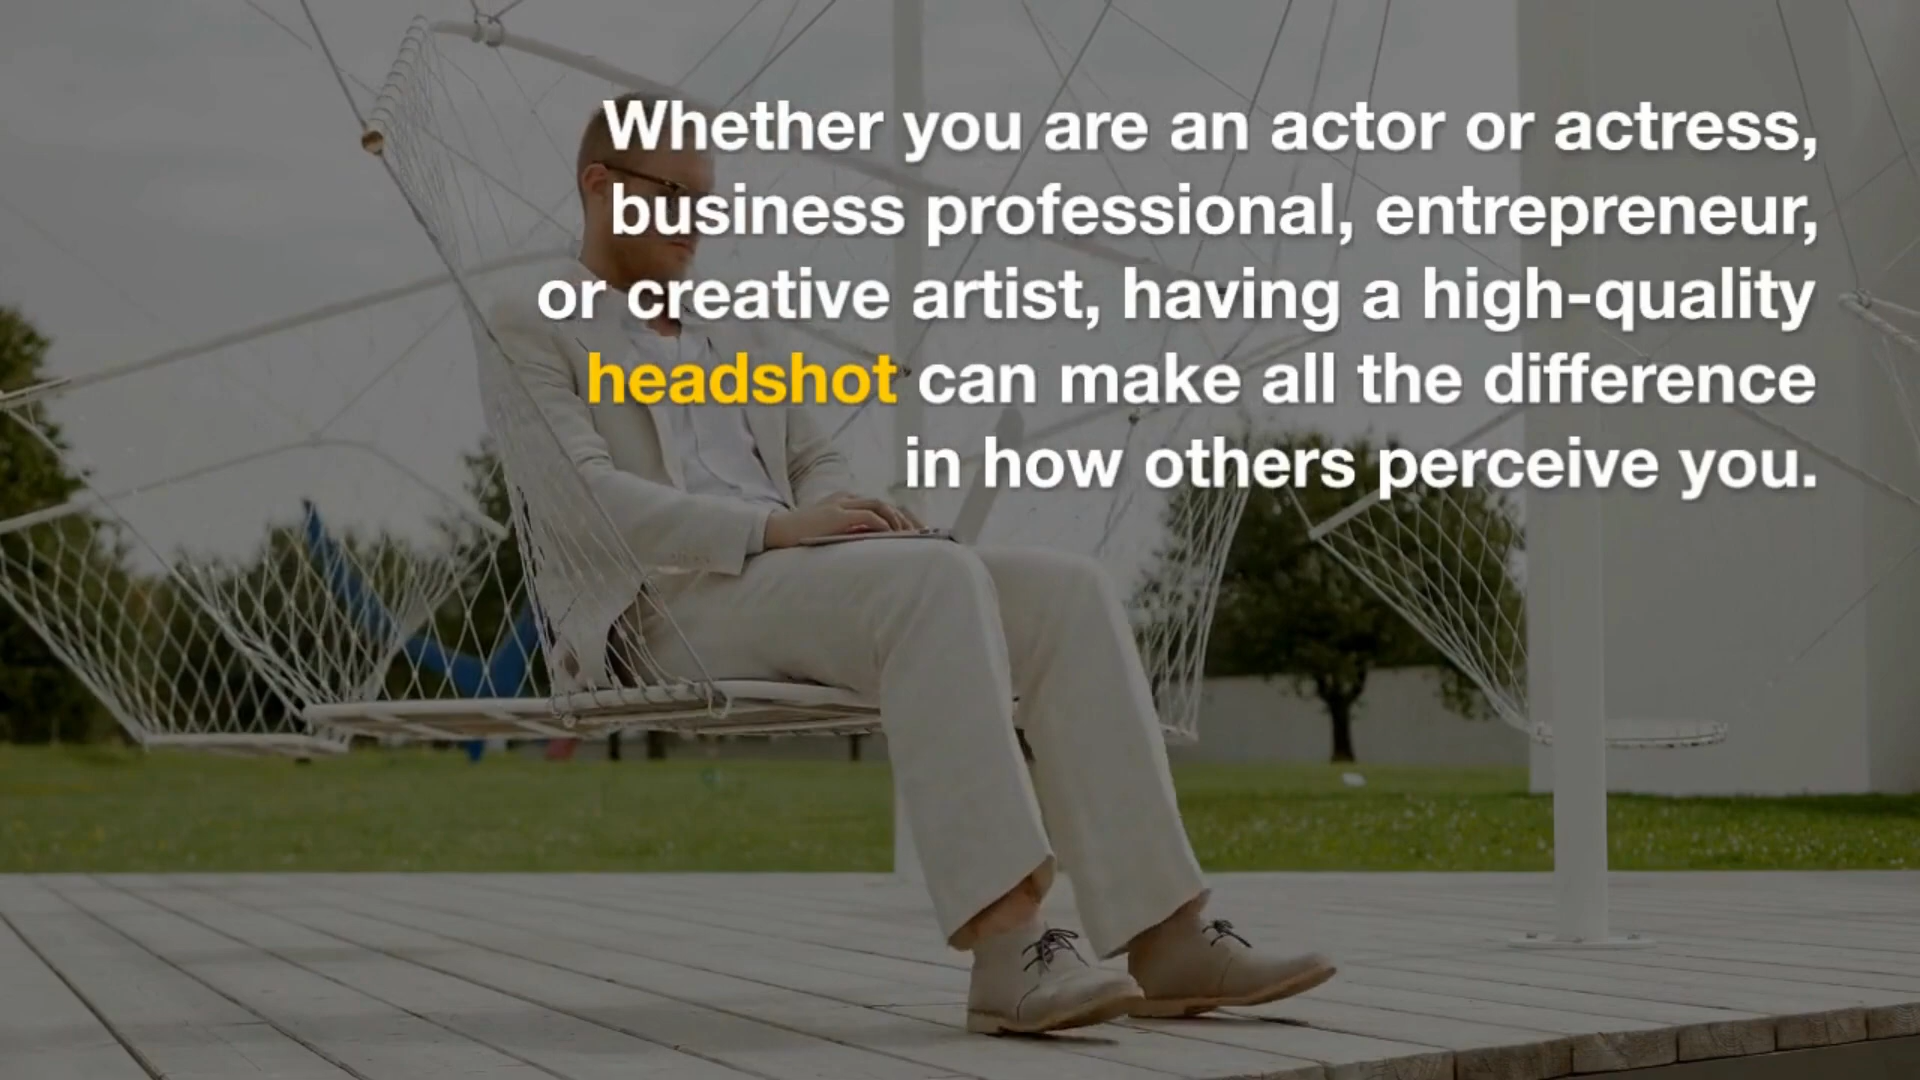 Whether you are an actor or actress,
business professional, entrepreneur,
or creative artist, having a high-quality
headshot can make all the difference
in how others perceive you.